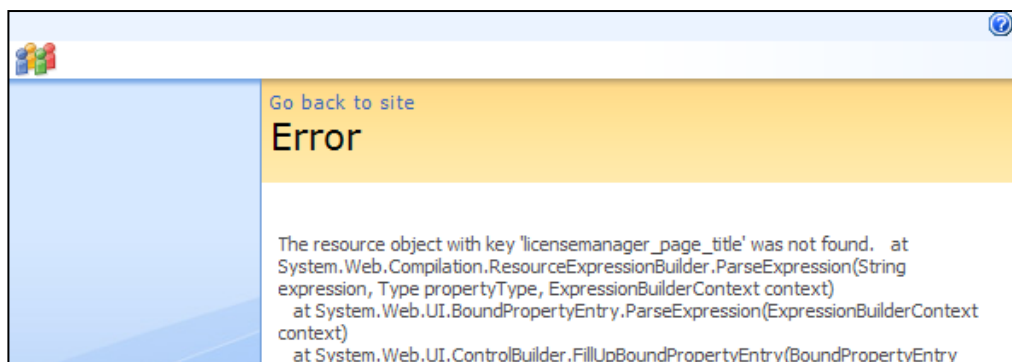 Go back to site
Error
The resource object with key 'licensemanager_page_title' was not found.   at
System.Web.Compilation.ResourceExpressionBuilder.ParseExpression(String
expression, Type propertyType, ExpressionBuilderContext context)
at System.Web.UI.BoundPropertyEntry.ParseExpression(ExpressionBuilderContext
context)
at System.Web.UI.ControlBuilder.FillUpBoundPropertyEntry(BoundPropertyEntry